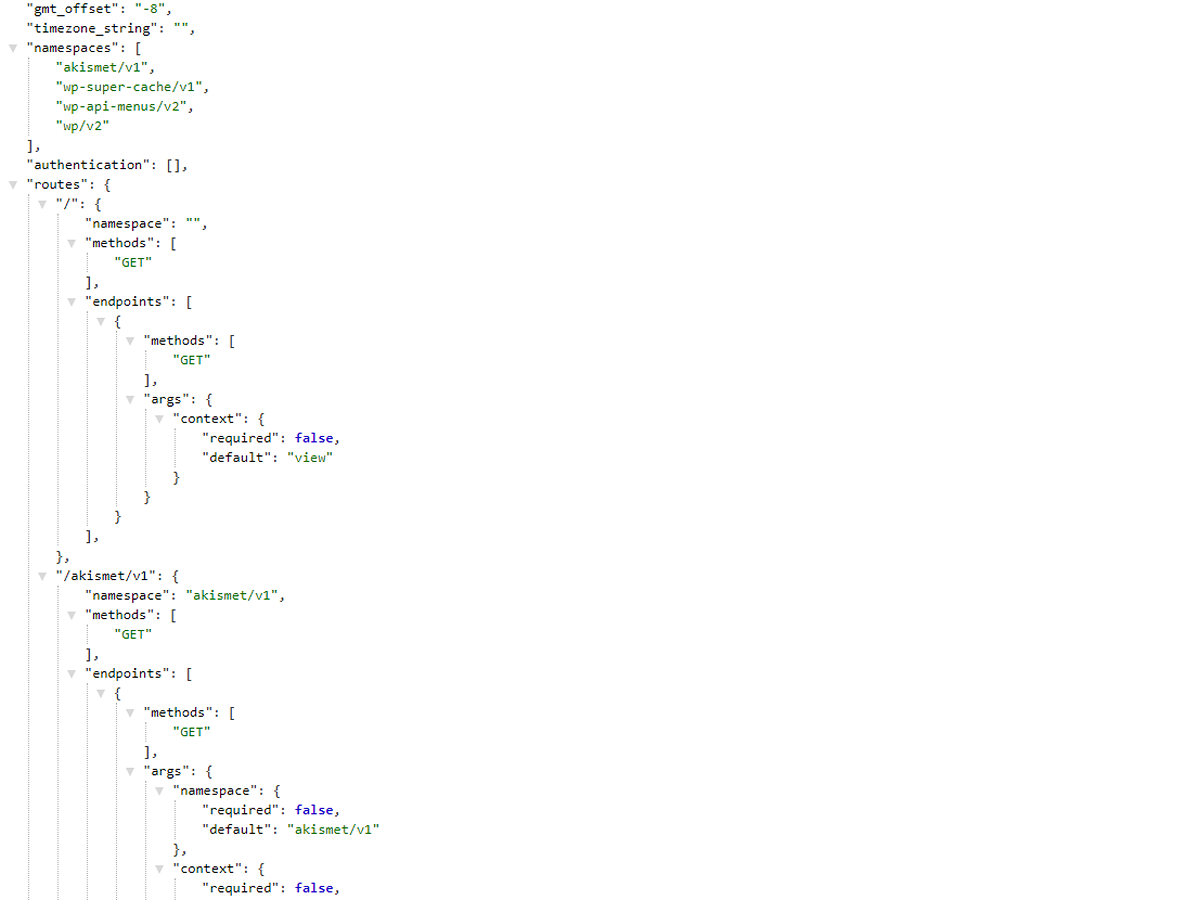 "gmt_offset": "-8",
"timezone_string": "",
"namespaces": [
"akismet/v1",
"wp-super-cache/v1",
"wp-api-menus/v2",
"wp/v2"
],
"authentication": [],
"routes": {
"/": {
"namespace": "",
"methods": [
"GET"
],
"endpoints": [
{
"methods": [
"GET"
],
"args": {
"context": {
"required": false,
"default": "view"
}
}
}
],
},
"/akismet/v1": {
"namespace": "akismet/v1",
"methods": [
"GET"
],
"endpoints": [
{
"methods": [
"GET"
],
"args": {
"namespace": {
"required": false,
"default": "akismet/v1"
},
"context": {
"required": false,